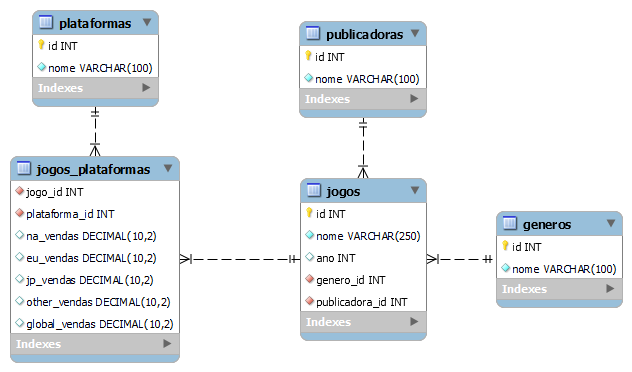 plataformas
id INT
nome VARCHAR(100)
Indexes
publicadoras
id INT
nome VARCHAR(100)
Indexes
jogos_plataformas
jogo_id INT
plataforma_id INT
na_vendas DECIMAL(10,2)
eu_vendas DECIMAL(10,2)
jp_vendas DECIMAL(10,2)
other_vendas DECIMAL(10,2)
global_vendas DECIMAL(10,2)
Indexes
jogos
id INT
nome VARCHAR(250)
ano INT
genero_id INT
publicadora_id INT
Indexes
generos
id INT
nome VARCHAR(100)
Indexes